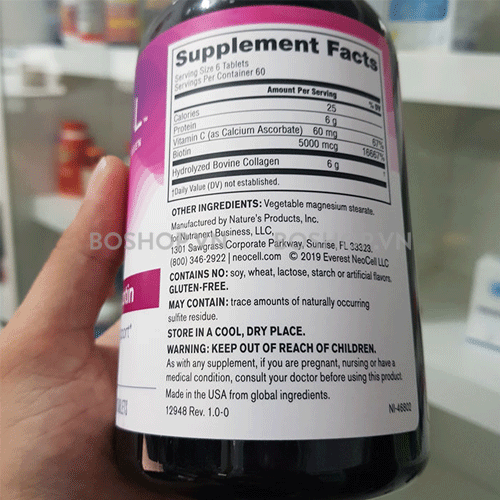 Supplement Facts
Serving Size 6 Tablets
Servings Per Container 60
Amount Per Serving % DV
Calories 25
Protein 6 g
Vitamin C (as Calcium Ascorbate) 60 mg 67%
Biotin 5000 mcg 16667%
Hydrolyzed Bovine Collagen 6 g †
†Daily Value (DV) not established.
OTHER INGREDIENTS: Vegetable magnesium stearate.
Manufactured by Nature's Products, Inc.
of Nutranext Business, LLC,
1301 Sawgrass Corporate Parkway, Sunrise, FL 33323.
(800) 346-2922 | neocell.com © 2019 Everest NeoCell LLC
CONTAINS NO: soy, wheat, lactose, starch or artificial flavors.
GLUTEN-FREE.
MAY CONTAIN: trace amounts of naturally occurring
sulfite residue.
STORE IN A COOL, DRY PLACE.
WARNING: KEEP OUT OF REACH OF CHILDREN.
As with any supplement, if you are pregnant, nursing or have a
medical condition, consult your doctor before using this product.
Made in the USA from global ingredients.
12948 Rev. 1.0-0 NI-46802
BOSHOP.VN BOSHOP.VN